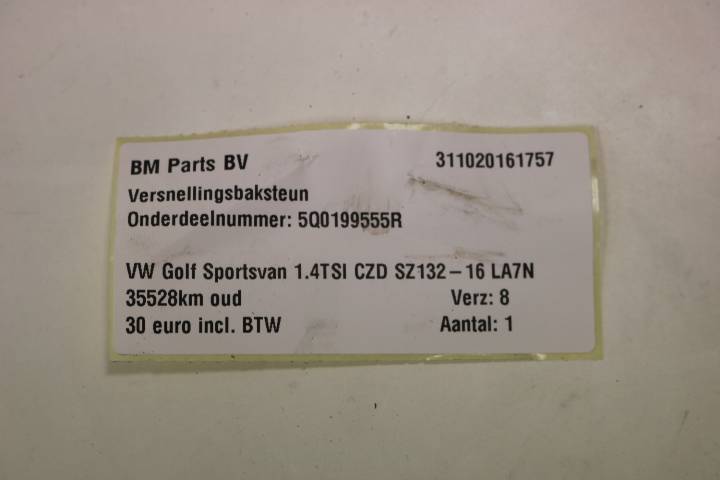 BM Parts BV 311020161757
Versnellingsbaksteun
Onderdeelnummer: 5Q0199555R
VW Golf Sportsvan 1.4TSI CZD SZ132-16 LA7N
35528km oud Verz: 8
30 euro incl. BTW Aantal: 1